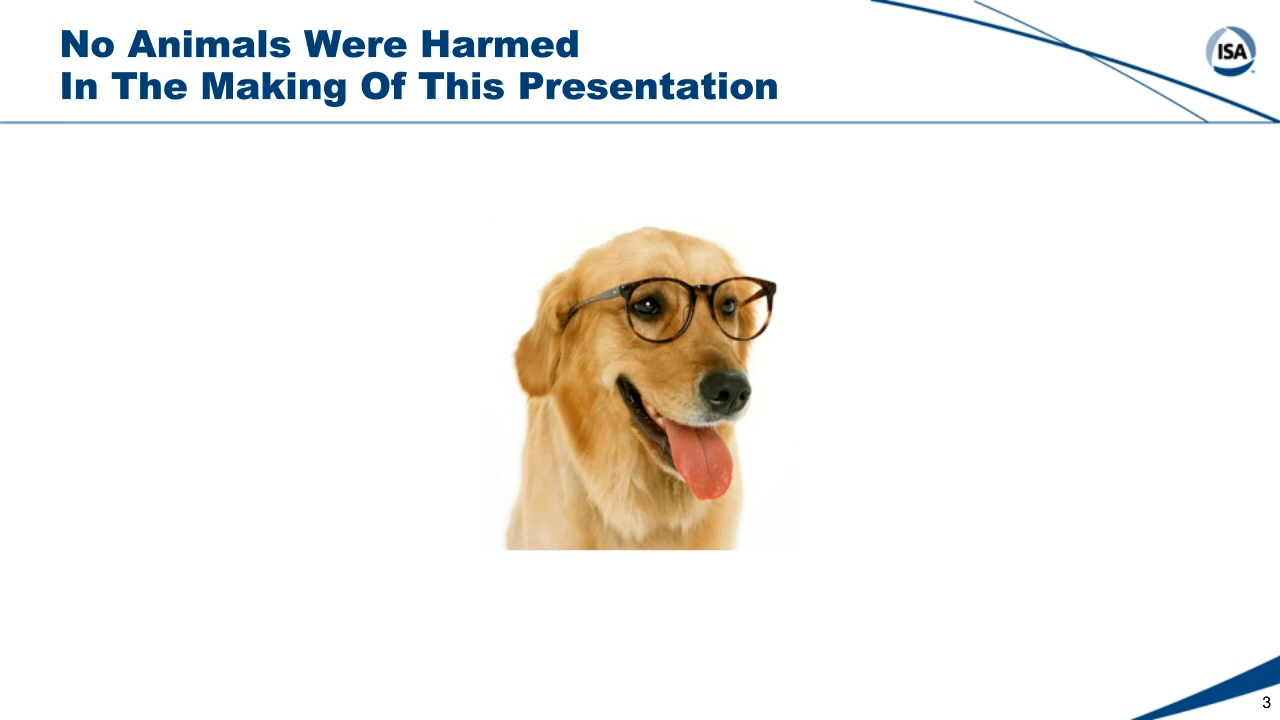 No Animals Were Harmed
In The Making Of This Presentation
ISA
3